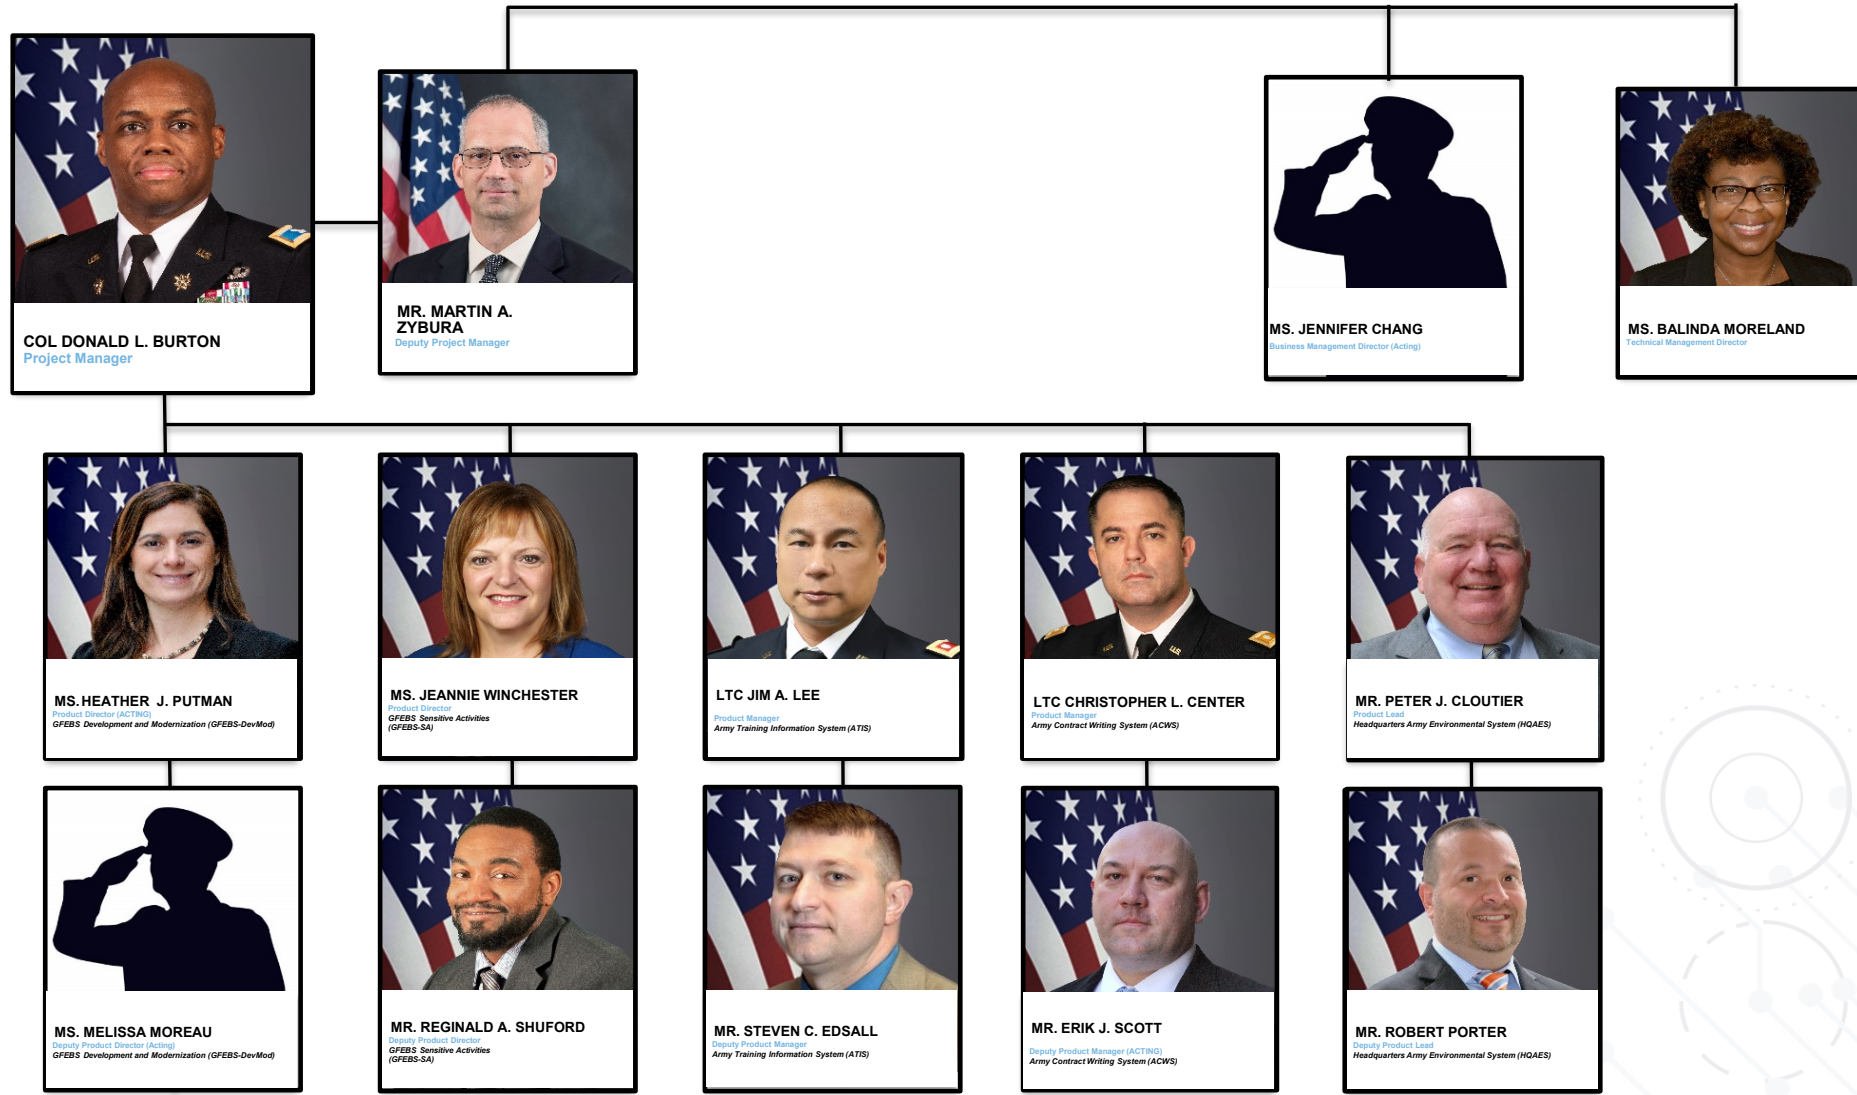 COL DONALD L. BURTON
Project Manager
MR. MARTIN A.
ZYBURA
Deputy Project Manager
MS. JENNIFER CHANG
Business Management Director (Acting)
MS. BALINDA MORELAND
Technical Management Director
MS. HEATHER J. PUTMAN
Product Director (ACTING)
GFEBS Development and Modernization (GFEBS-DevMod)
MS. JEANNIE WINCHESTER
Product Director
GFEBS Sensitive Activities
(GFEBS-SA)
LTC JIM A. LEE
Product Manager
Army Training Information System (ATIS)
LTC CHRISTOPHER L. CENTER
Product Manager
Army Contract Writing System (ACWS)
MR. PETER J. CLOUTIER
Product Lead
Headquarters Army Environmental System (HQAES)
MS. MELISSA MOREAU
Deputy Product Director (Acting)
GFEBS Development and Modernization (GFEBS-DevMod)
MR. REGINALD A. SHUFORD
Deputy Product Director
GFEBS Sensitive Activities
(GFEBS-SA)
MR. STEVEN C. EDSALL
Deputy Product Manager
Army Training Information System (ATIS)
MR. ERIK J. SCOTT
Deputy Product Manager (ACTING)
Army Contract Writing System (ACWS)
MR. ROBERT PORTER
Deputy Product Lead
Headquarters Army Environmental System (HQAES)